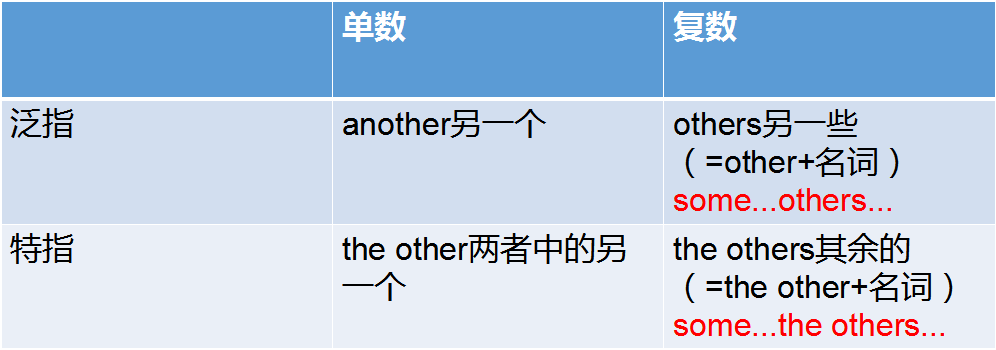 单数
复数
泛指
another另一个
others另一些
（=other+名词）
some...others...
特指
the other两者中的另
一个
the others其余的
（=the other+名词）
some...the others...